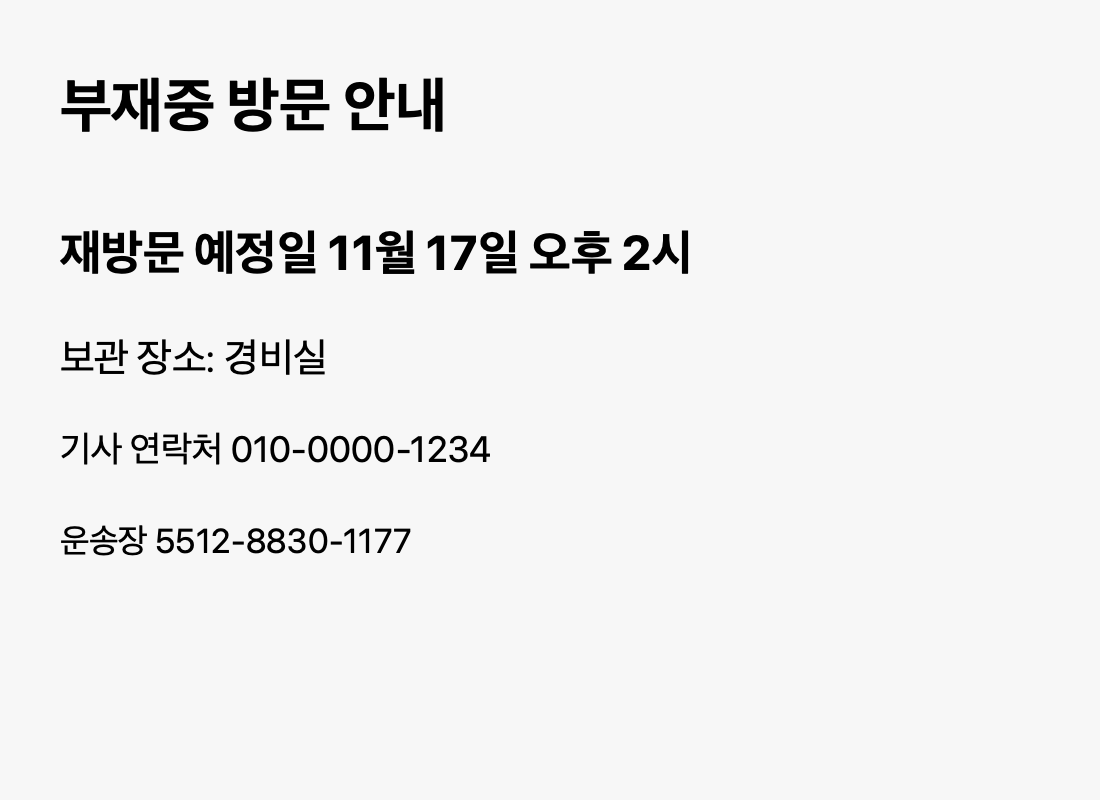 부재중 방문 안내
재방문 예정일 11월 17일 오후 2시
보관 장소: 경비실
기사 연락처 010-0000-1234
운송장 5512-8830-1177